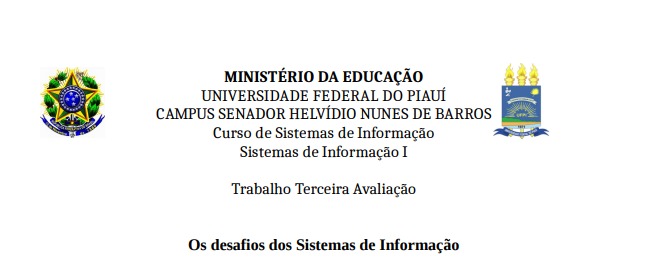 MINISTÉRIO DA EDUCAÇÃO
UNIVERSIDADE FEDERAL DO PIAUÍ
CAMPUS SENADOR HELVÍDIO NUNES DE BARROS
Curso de Sistemas de Informação
Sistemas de Informação I
Trabalho Terceira Avaliação
Os desafios dos Sistemas de Informação